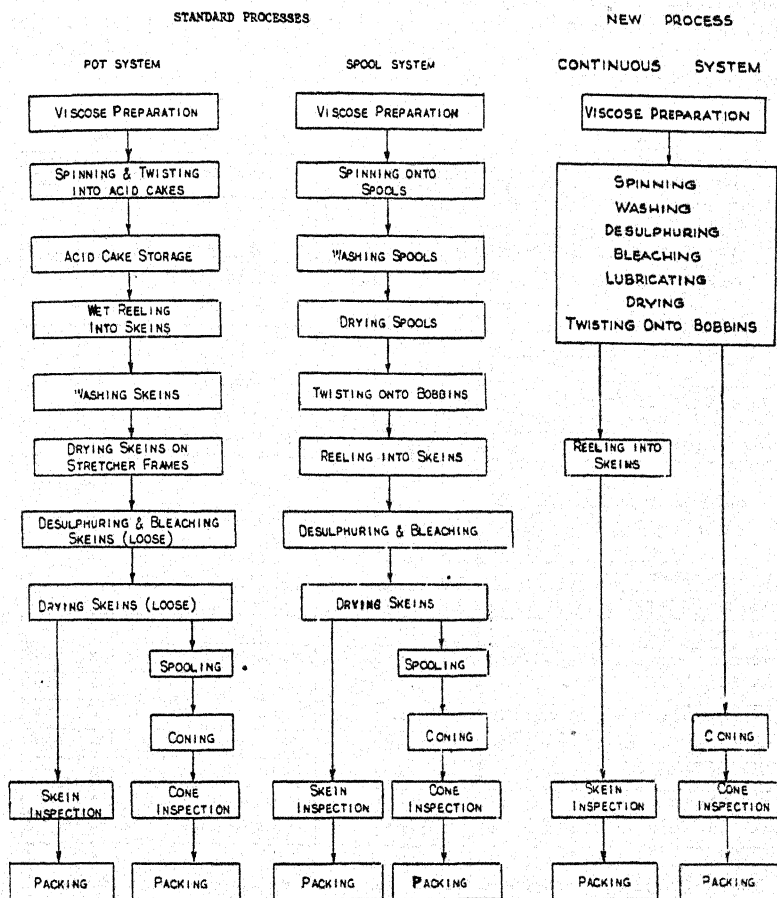 STANDARD PROCESSES
POT SYSTEM
VISCOSE PREPARATION
SPINNING & TWISTING
INTO ACID CAKES
ACID CAKE STORAGE
WET REELING
INTO SKEINS
WASHING SKEINS
DRYING SKEINS ON
STRETCHER FRAMES
DESULPHURING & BLEACHING
SKEINS (LOOSE)
DRYING SKEINS (LOOSE)
SPOOLING
CONING
SKEIN
INSPECTION
CONE
INSPECTION
PACKING
PACKING
SPOOL SYSTEM
VISCOSE PREPARATION
SPINNING ONTO
SPOOLS
WASHING SPOOLS
DRYING SPOOLS
TWISTING ONTO BOBBINS
REELING INTO SKEINS
DESULPHURING & BLEACHING
DRYING SKEINS
SPOOLING
CONING
SKEIN
INSPECTION
CONE
INSPECTION
PACKING
PACKING
NEW PROCESS
CONTINUOUS SYSTEM
VISCOSE PREPARATION
SPINNING
WASHING
DESULPHURING
BLEACHING
LUBRICATING
DRYING
TWISTING ONTO BOBBINS
REELING INTO
SKEINS
CONING
SKEIN
INSPECTION
CONE
INSPECTION
PACKING
PACKING